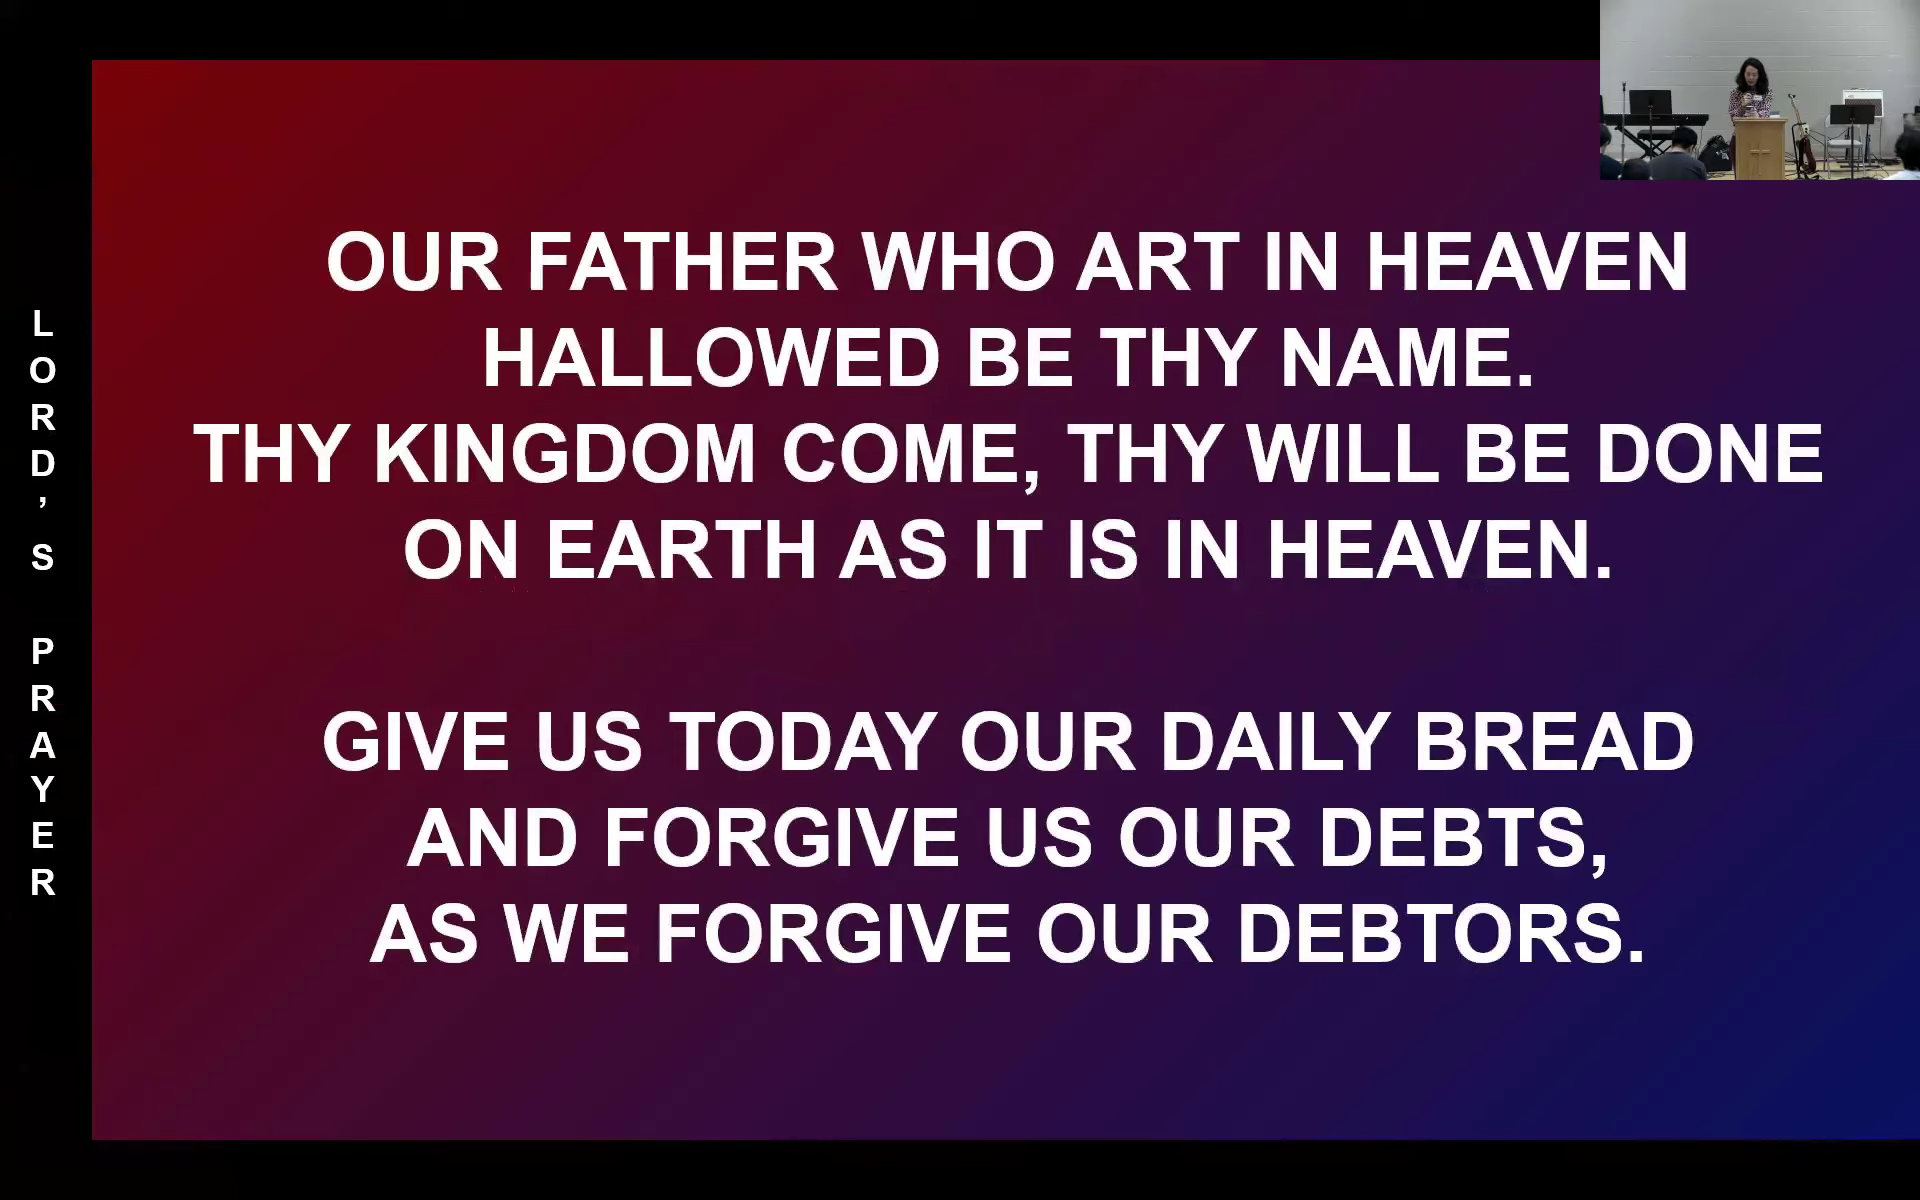 LORD’S PRAYER
OUR FATHER WHO ART IN HEAVEN
HALLOWED BE THY NAME.
THY KINGDOM COME, THY WILL BE DONE
ON EARTH AS IT IS IN HEAVEN.
GIVE US TODAY OUR DAILY BREAD
AND FORGIVE US OUR DEBTS,
AS WE FORGIVE OUR DEBTORS.